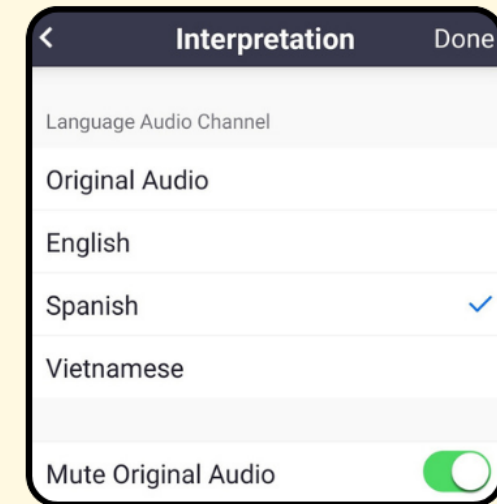 Interpretation Done
Language Audio Channel
Original Audio
English
Spanish
Vietnamese
Mute Original Audio